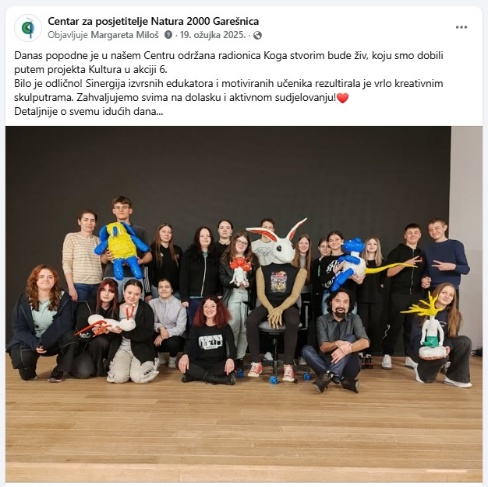 Centar za posjetitelje Natura 2000 Garešnica
Objavljuje Margareta Miloš · 19. ožujka 2025. ·
Danas popodne je u našem Centru održana radionica Koga stvorim bude živ, koju smo dobili
putem projekta Kultura u akciji 6.
Bilo je odlično! Sinergija izvrsnih edukatora i motiviranih učenika rezultirala je vrlo kreativnim
skulputrama. Zahvaljujemo svima na dolasku i aktivnom sudjelovanju!❤️
Detaljnije o svemu idućih dana...